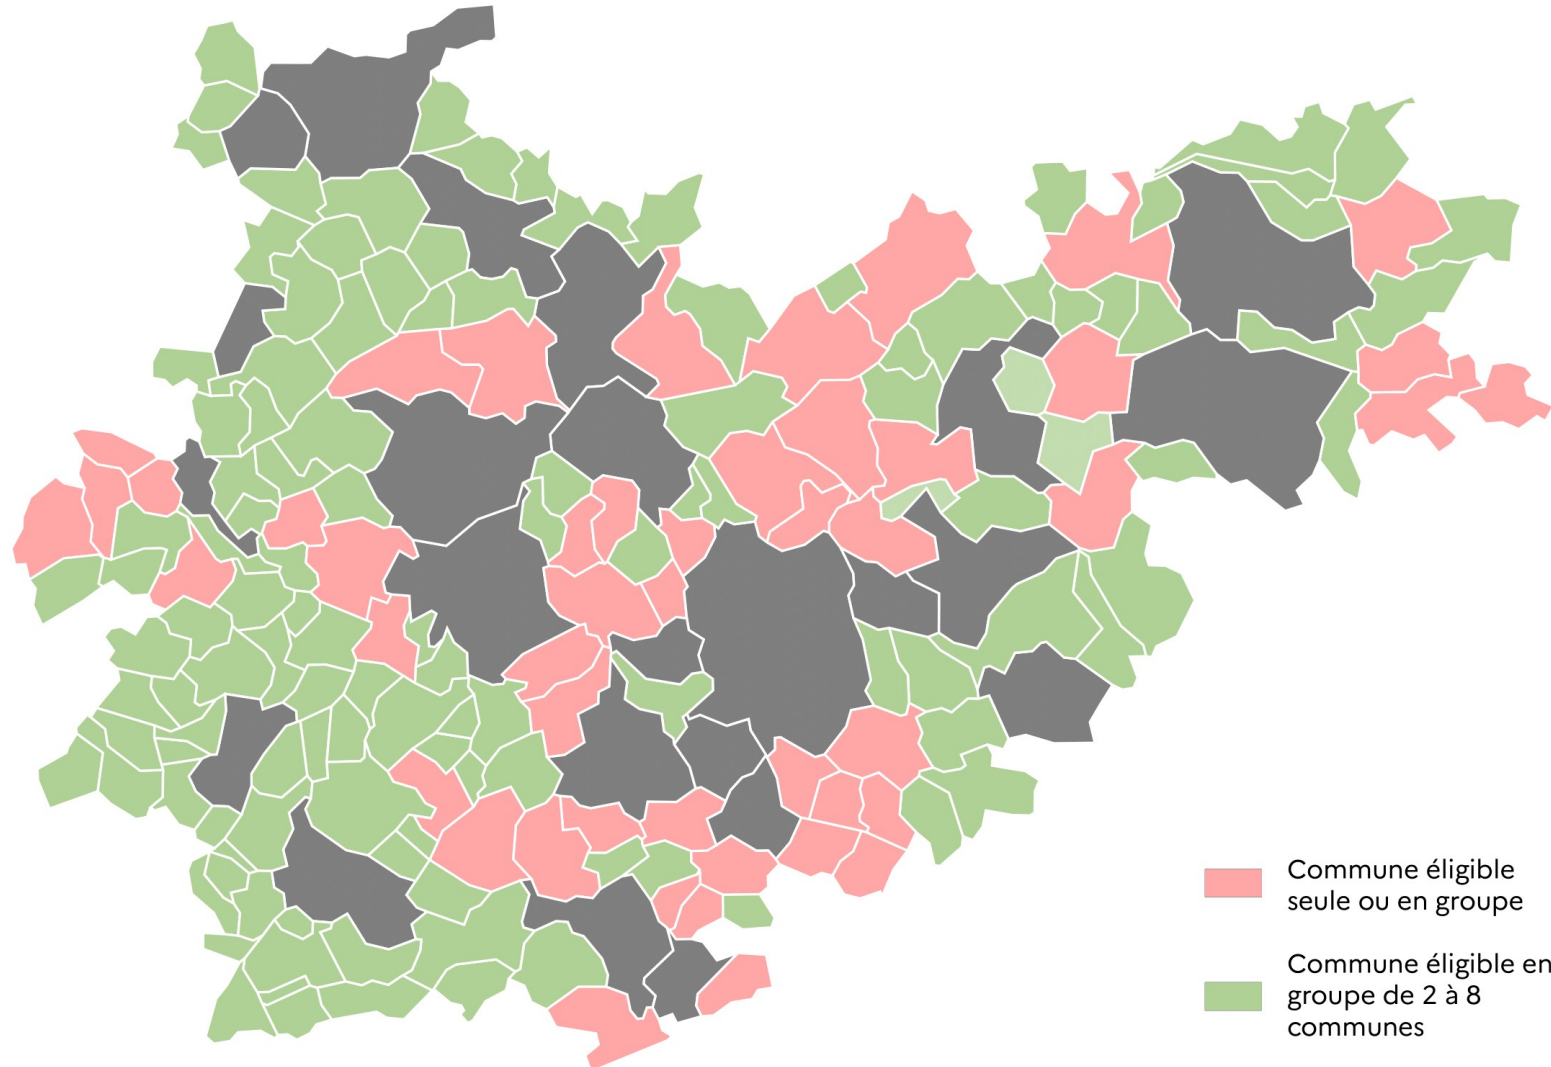 Commune éligible
seule ou en groupe
Commune éligible en
groupe de 2 à 8
communes